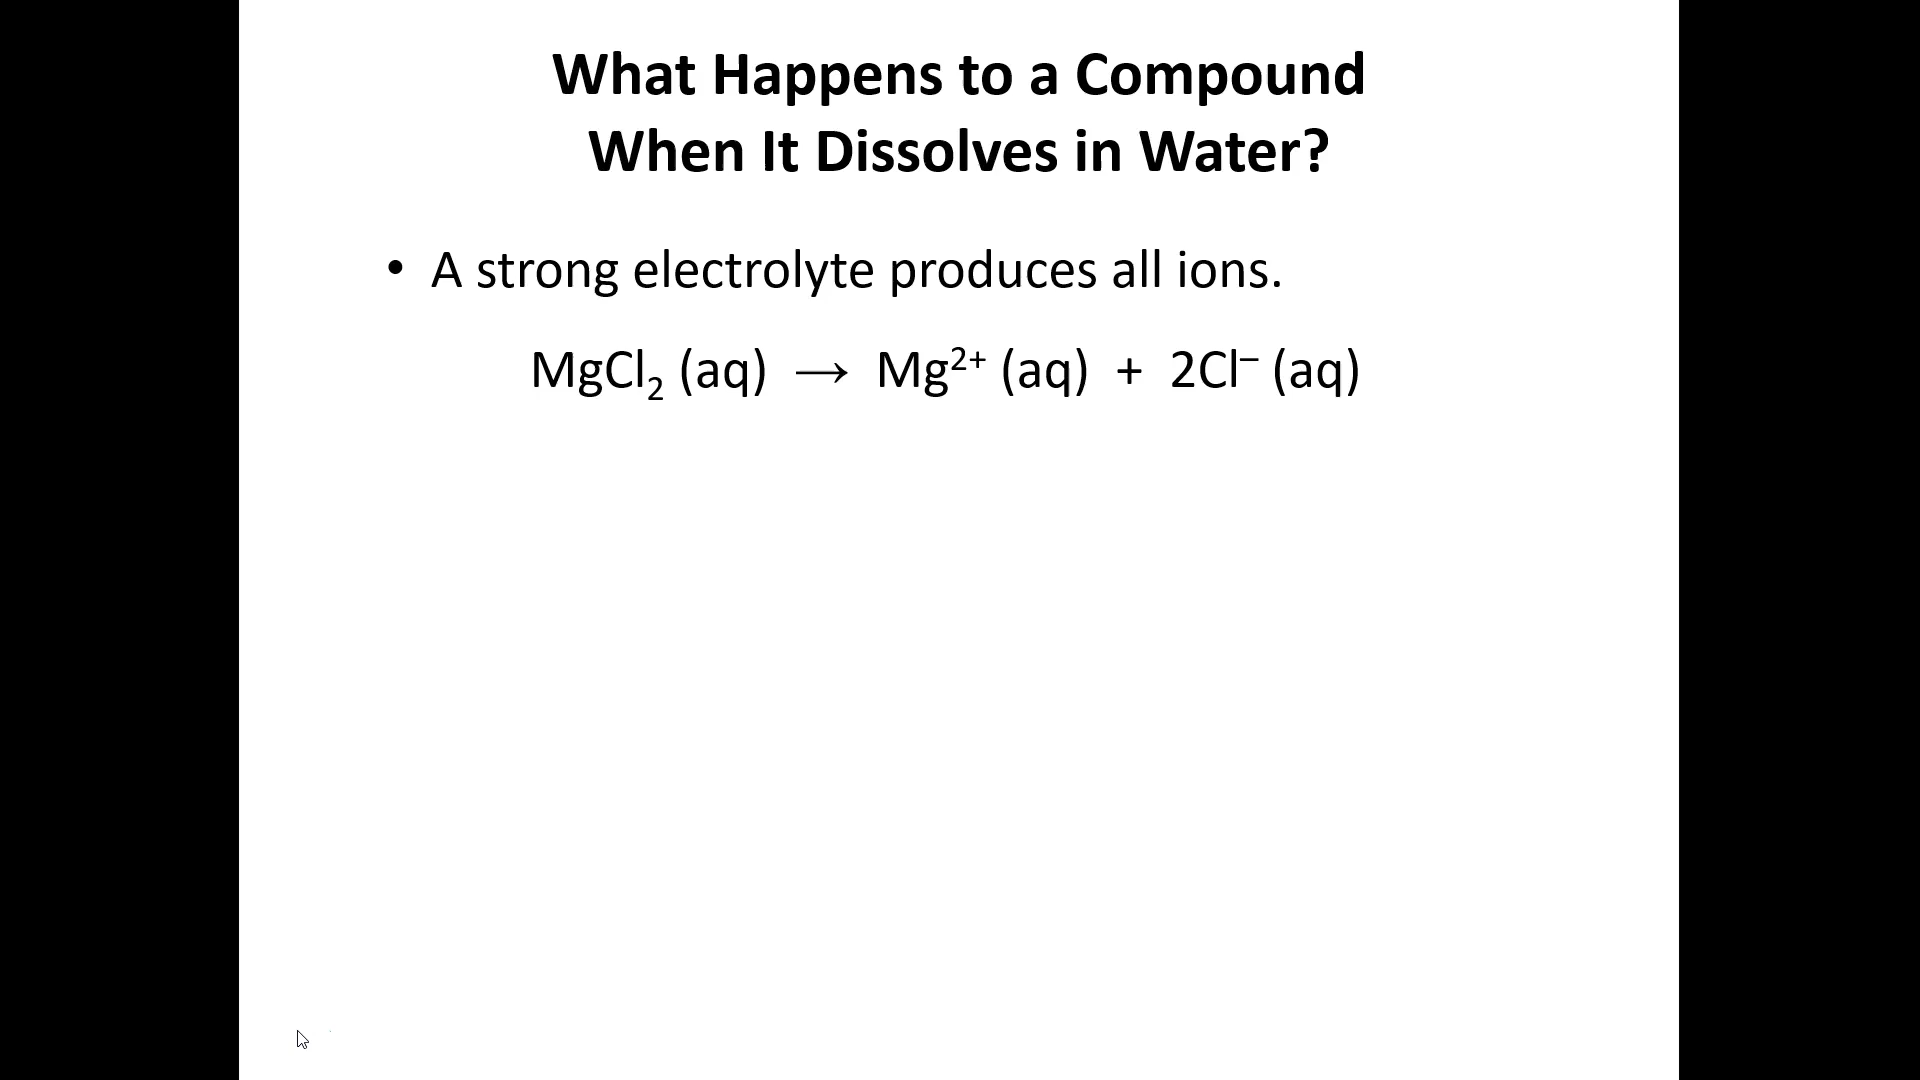 What Happens to a Compound
When It Dissolves in Water?
• A strong electrolyte produces all ions.
MgCl₂ (aq) → Mg²⁺ (aq) + 2Cl⁻ (aq)